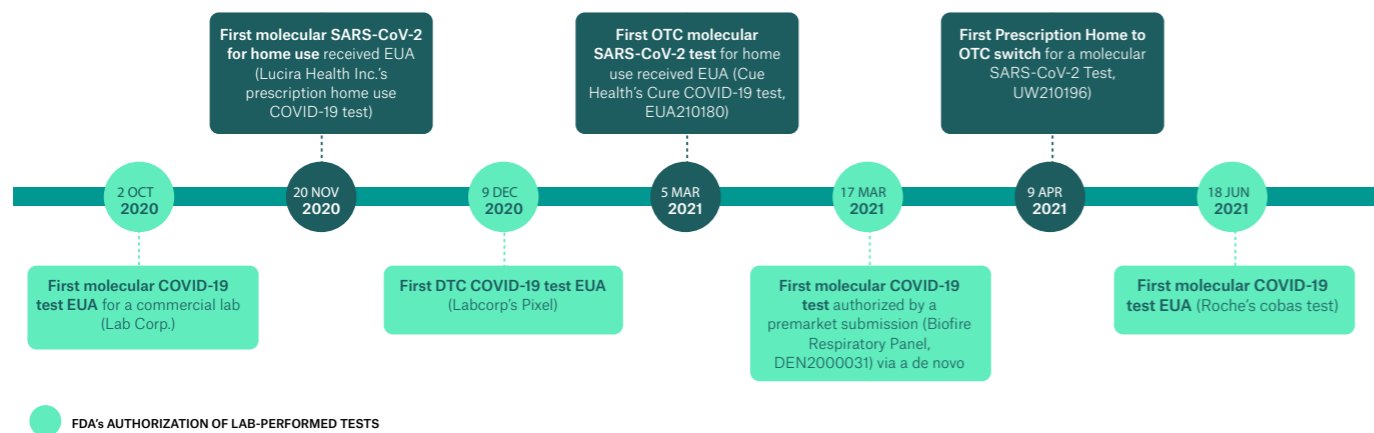 First molecular SARS-CoV-2
for home use received EUA
(Lucira Health Inc.'s
prescription home use
COVID-19 test)
First OTC molecular
SARS-CoV-2 test for home
use received EUA (Cue
Health's Cure COVID-19 test,
EUA210180)
First Prescription Home to
OTC switch for a molecular
SARS-CoV-2 Test,
UW210196)
2 OCT
2020
20 NOV
2020
9 DEC
2020
5 MAR
2021
17 MAR
2021
9 APR
2021
18 JUN
2021
First molecular COVID-19
test EUA for a commercial lab
(Lab Corp.)
First DTC COVID-19 test EUA
(Labcorp's Pixel)
First molecular COVID-19
test authorized by a
premarket submission (Biofire
Respiratory Panel,
DEN2000031) via a de novo
First molecular COVID-19
test EUA (Roche's cobas test)
FDA's AUTHORIZATION OF LAB-PERFORMED TESTS